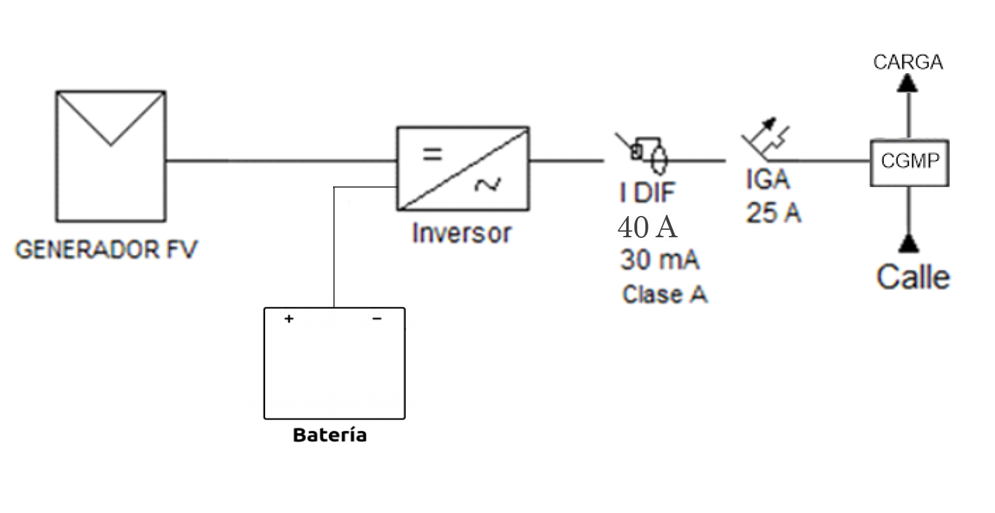 CARGA
CGMP
GENERADOR FV
=
~
Inversor
I DIF
40 A
30 mA
Clase A
IGA
25 A
Calle
+ −
Batería